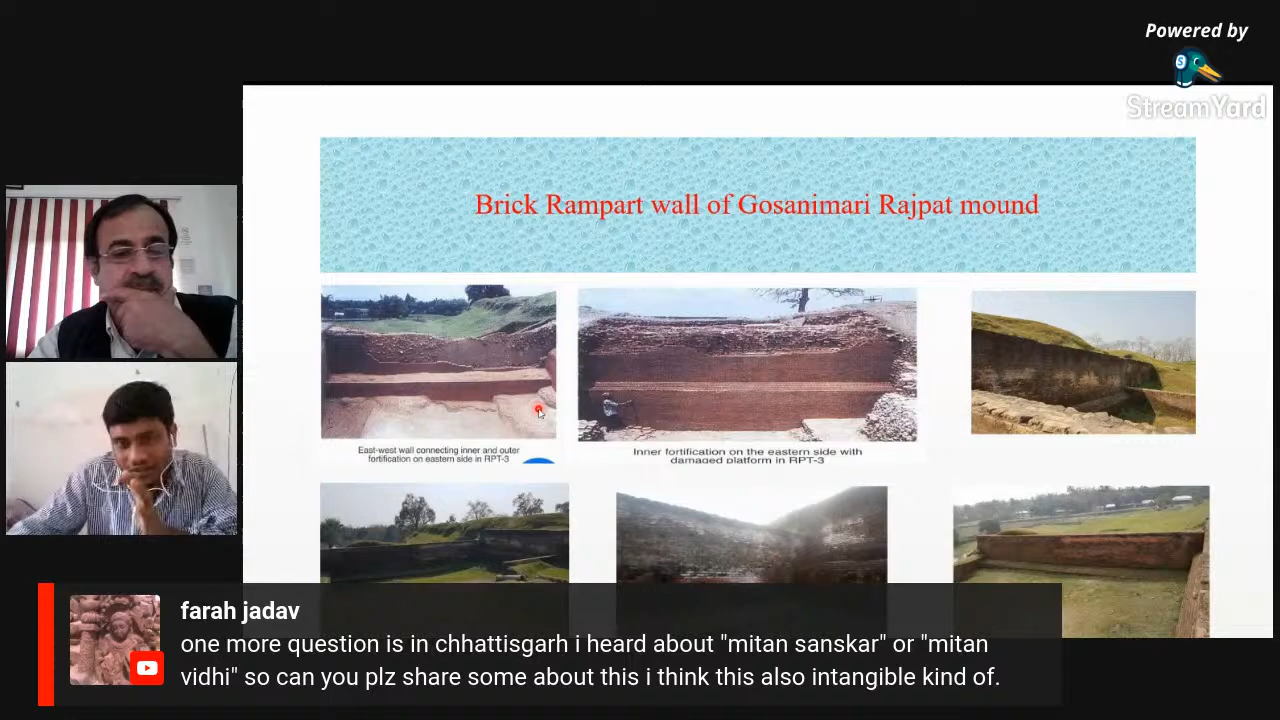 Powered by
StreamYard
Brick Rampart wall of Gosanimari Rajpat mound
East-west wall connecting inner and outer
fortification on eastern side in RPT-3
Inner fortification on the eastern side with
damaged platform in RPT-3
farah jadav
one more question is in chhattisgarh i heard about "mitan sanskar" or "mitan
vidhi" so can you plz share some about this i think this also intangible kind of.